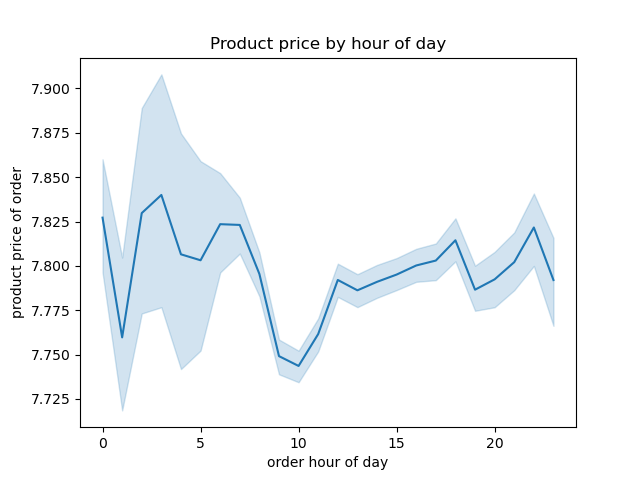 Product price by hour of day
7.900
7.875
7.850
7.825
7.800
7.775
7.750
7.725
product price of order
0 5 10 15 20
order hour of day